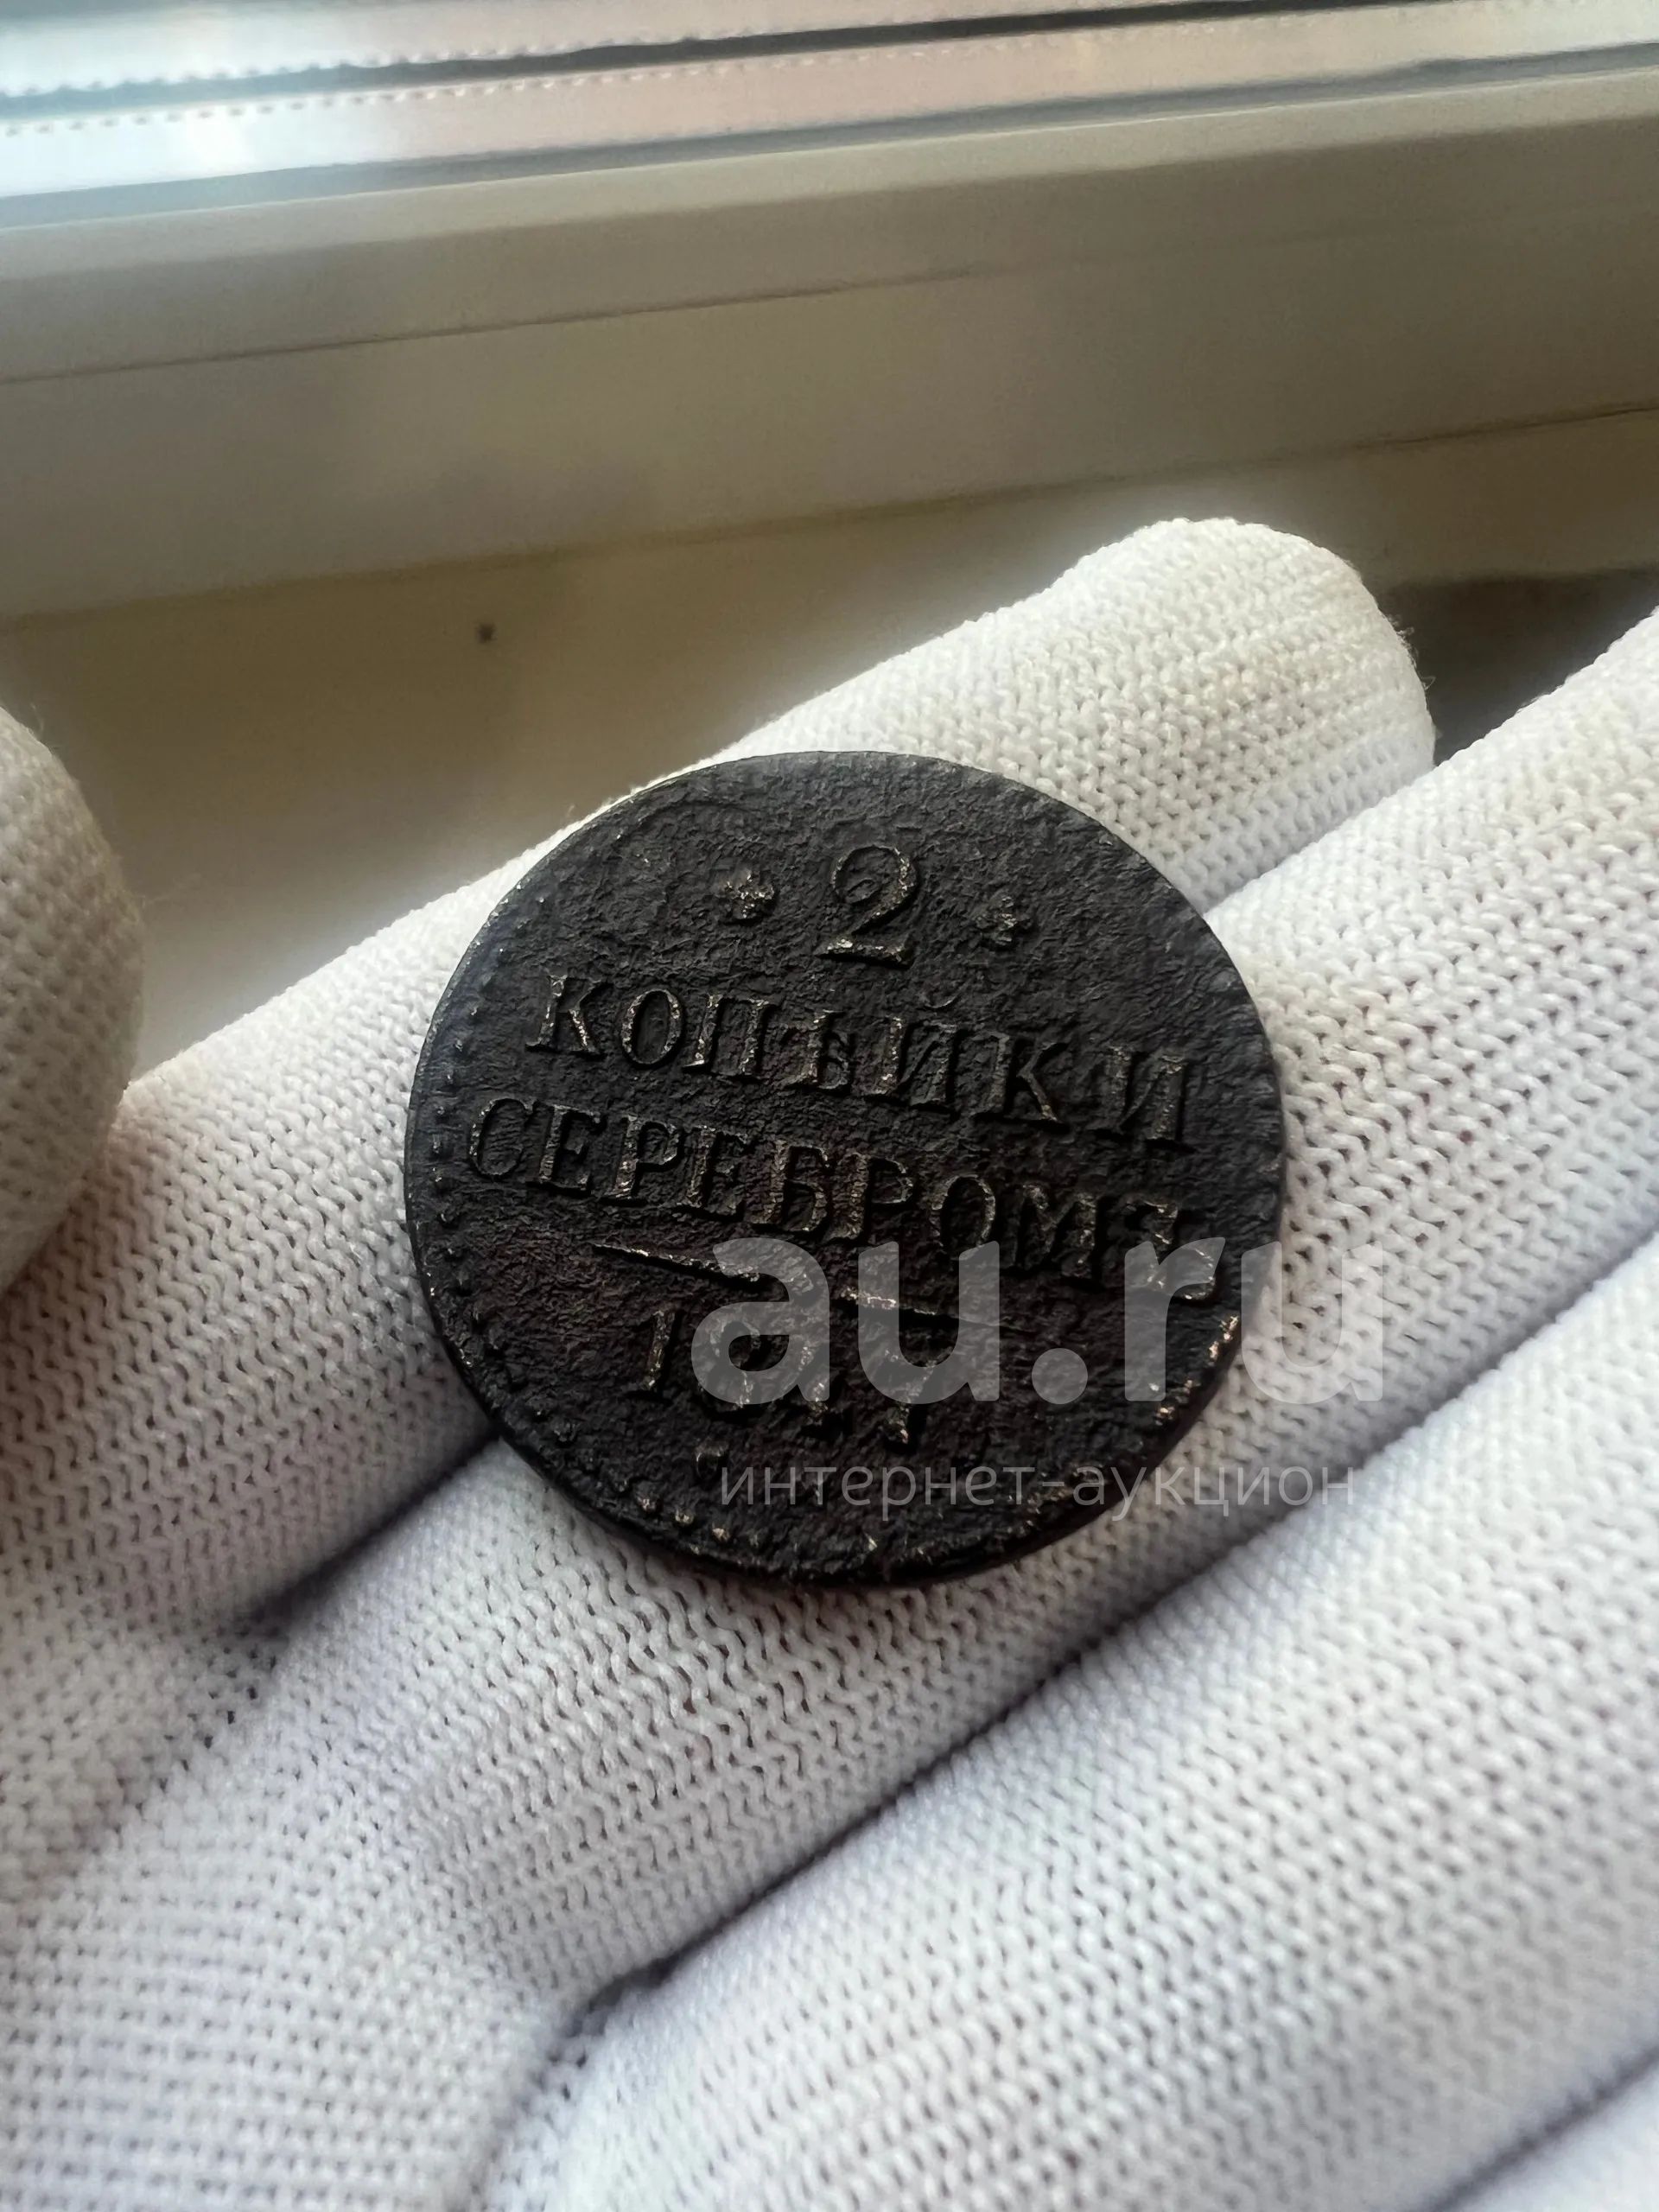 2
КОПѢЙКИ
СЕРЕБРОМЪ
au.ru
интернет-аукцион